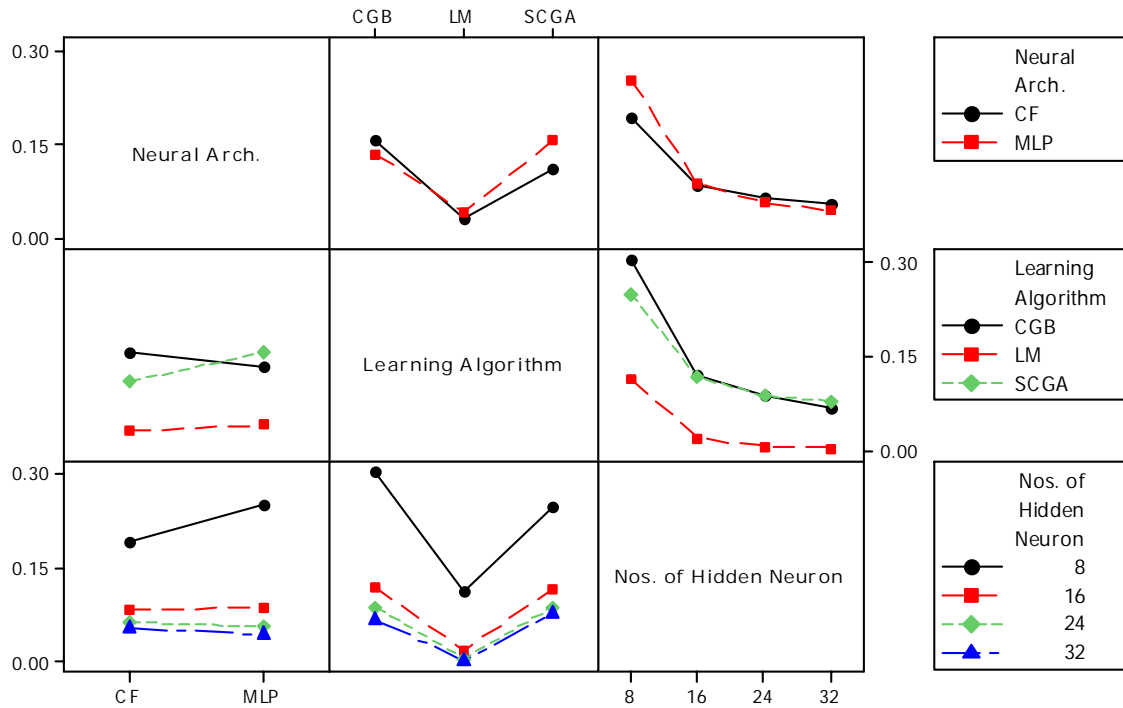 CGB LM SCGA
0.30
0.15
0.00
Neural Arch.
Neural
Arch.
CF
MLP
Learning Algorithm
0.30
0.15
0.00
Learning
Algorithm
CGB
LM
SCGA
0.30
0.15
0.00
Nos. of Hidden Neuron
Nos. of
Hidden
Neuron
8
16
24
32
CF MLP
8 16 24 32